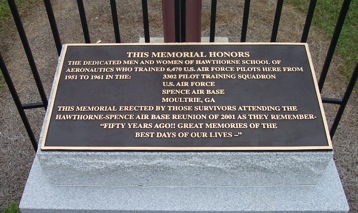 THIS MEMORIAL HONORS
THE DEDICATED MEN AND WOMEN OF HAWTHORNE SCHOOL OF
AERONAUTICS WHO TRAINED 6,470 U.S. AIR FORCE PILOTS HERE FROM
1951 TO 1961 IN THE: 3302 PILOT TRAINING SQUADRON
U.S. AIR FORCE
SPENCE AIR BASE
MOULTRIE, GA
THIS MEMORIAL ERECTED BY THOSE SURVIVORS ATTENDING THE
HAWTHORNE-SPENCE AIR BASE REUNION OF 2001 AS THEY REMEMBER-
"FIFTY YEARS AGO!! GREAT MEMORIES OF THE
BEST DAYS OF OUR LIVES –"